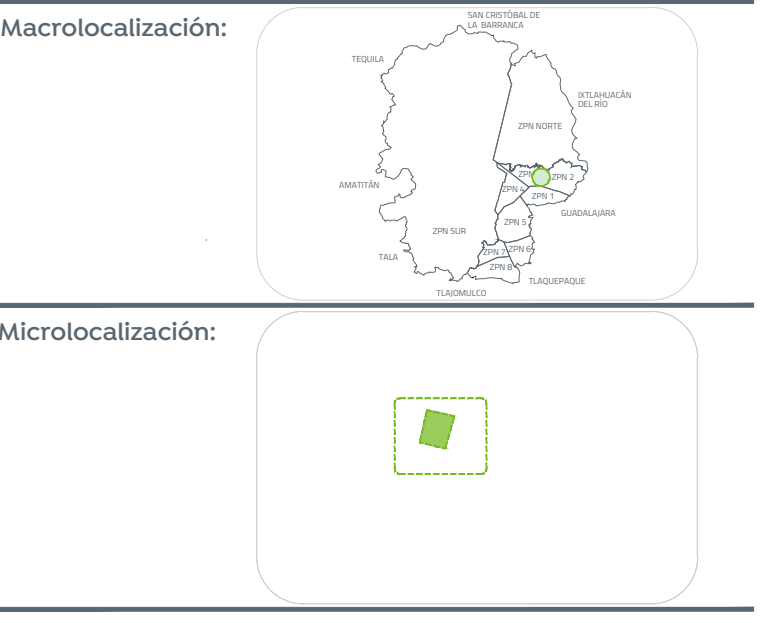 Macrolocalización:
SAN CRISTÓBAL DE
LA BARRANCA
TEQUILA
IXTLAHUACÁN
DEL RÍO
ZPN NORTE
ZPN
ZPN 2
AMATITÁN
ZPN 4
ZPN 1
GUADALAJARA
ZPN 5
ZPN SUR
ZPN 7
ZPN 6
TALA
ZPN 8
TLAQUEPAQUE
TLAJOMULCO
Microlocalización: